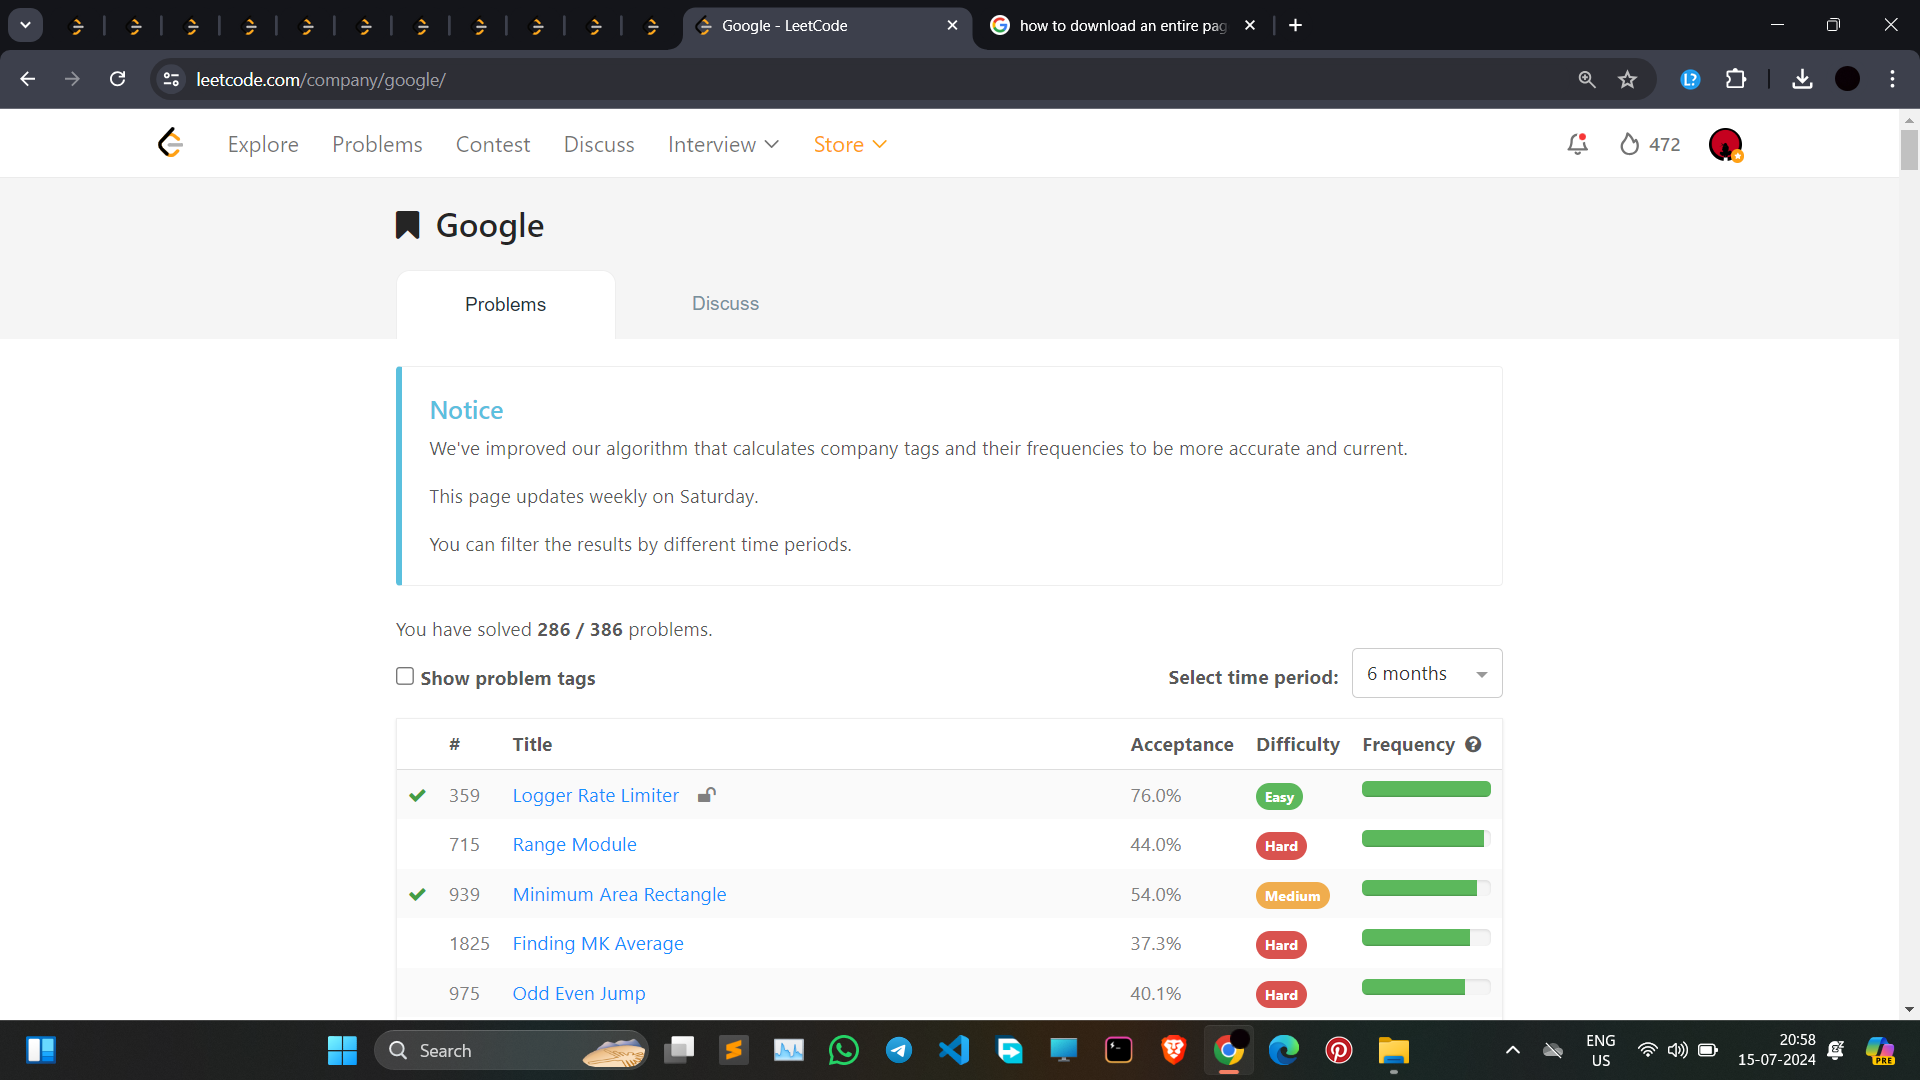 Google - LeetCode
how to download an entire pag
leetcode.com/company/google/
L?
Explore Problems Contest Discuss Interview Store 472
Google
Problems Discuss
Notice
We've improved our algorithm that calculates company tags and their frequencies to be more accurate and current.
This page updates weekly on Saturday.
You can filter the results by different time periods.
You have solved 286 / 386 problems.
Show problem tags Select time period: 6 months
# Title Acceptance Difficulty Frequency ?
359 Logger Rate Limiter 76.0% Easy
715 Range Module 44.0% Hard
939 Minimum Area Rectangle 54.0% Medium
1825 Finding MK Average 37.3% Hard
975 Odd Even Jump 40.1% Hard
Search ENG 20:58
US 15-07-2024 PRE